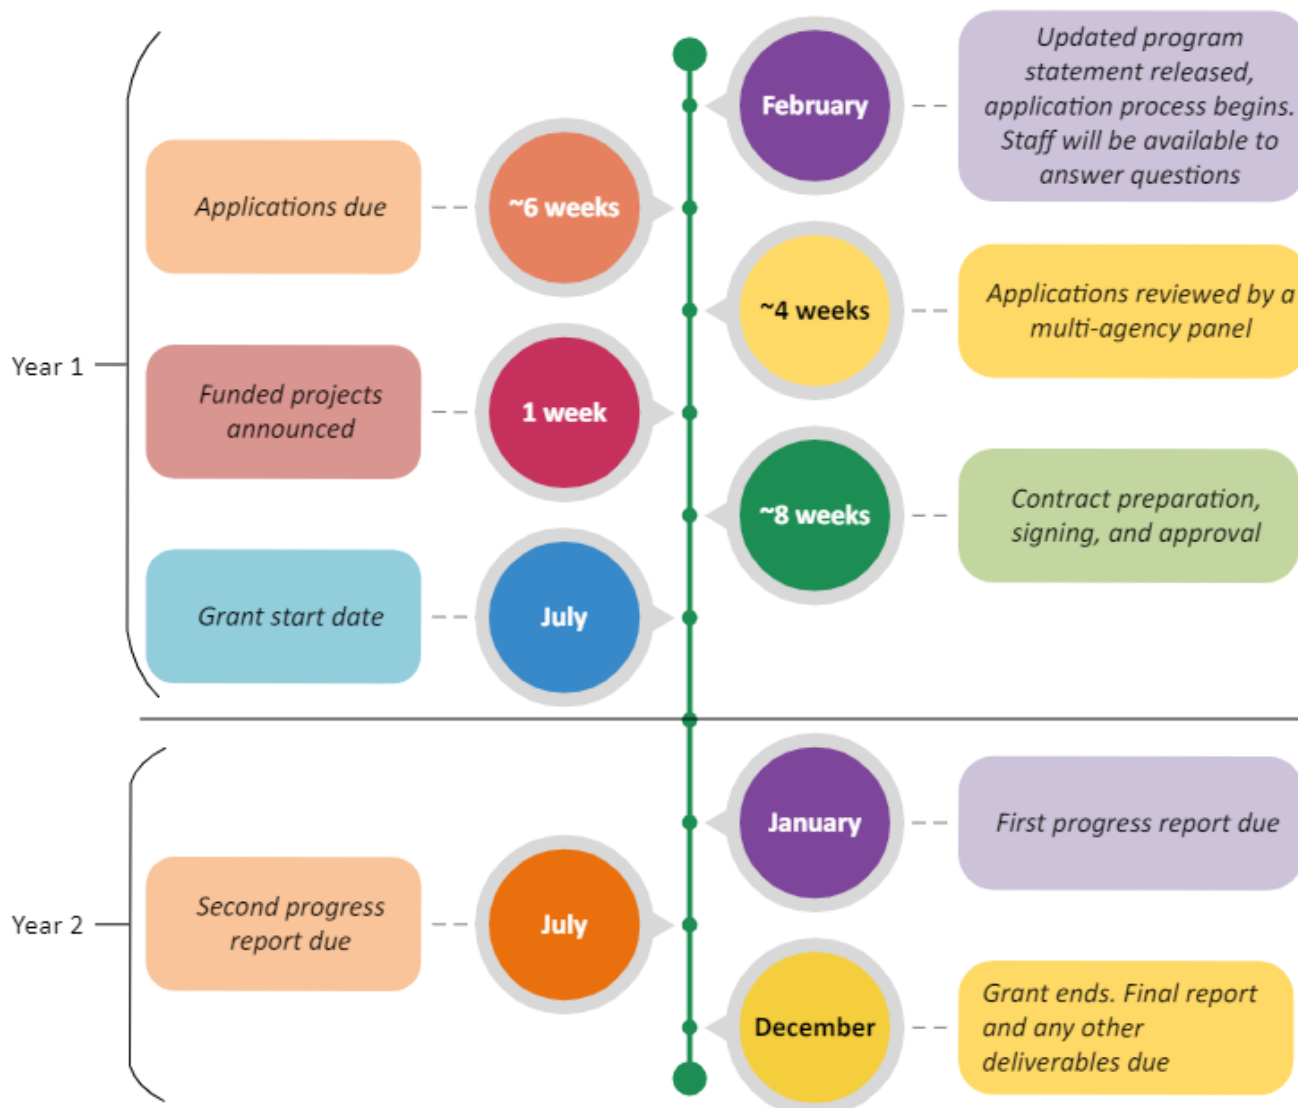 February
Updated program
statement released,
application process begins.
Staff will be available to
answer questions
Applications due
~6 weeks
~4 weeks
Applications reviewed by a
multi-agency panel
Year 1
Funded projects
announced
1 week
~8 weeks
Contract preparation,
signing, and approval
Grant start date
July
January
First progress report due
Year 2
Second progress
report due
July
December
Grant ends. Final report
and any other
deliverables due